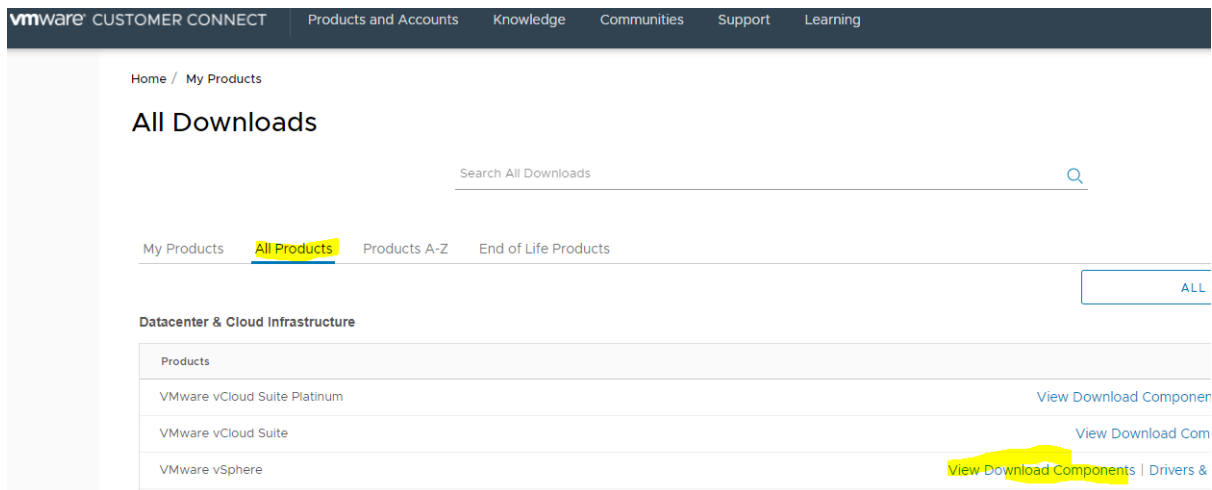 vmware® CUSTOMER CONNECT Products and Accounts Knowledge Communities Support Learning
Home / My Products
All Downloads
Search All Downloads
My Products All Products Products A-Z End of Life Products
ALL
Datacenter & Cloud Infrastructure
Products
VMware vCloud Suite Platinum View Download Componen
VMware vCloud Suite View Download Com
VMware vSphere View Download Components | Drivers &